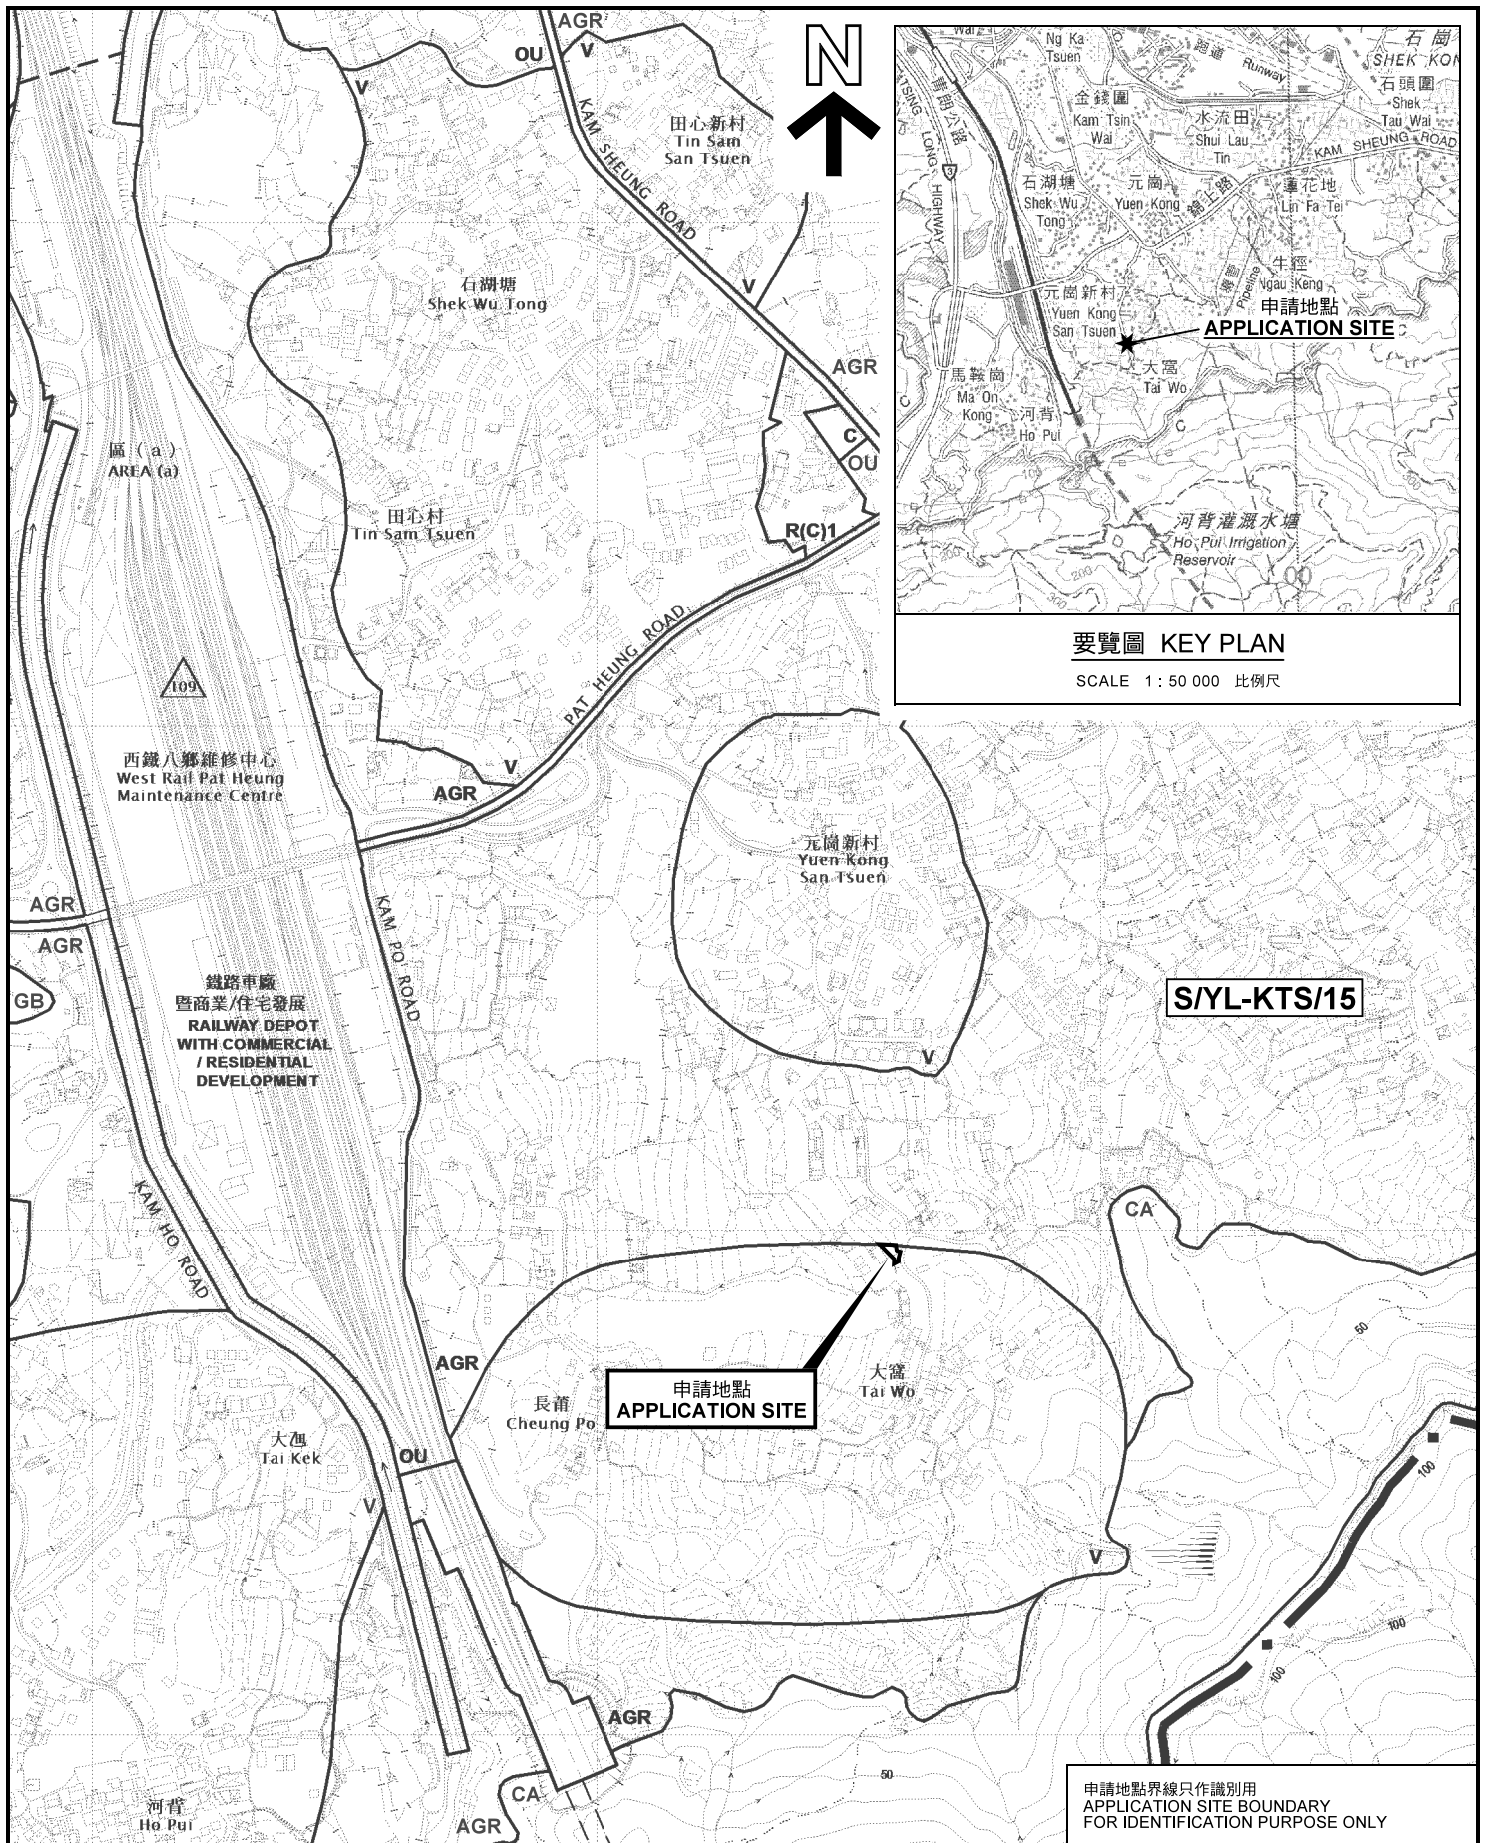 AGR
OU
V
V
KAM SHEUNG ROAD
田心新村
Tin Sam
San Tsuen
N
石湖塘
Shek Wu Tong
V
AGR
C
OU
R(C)1
區 ( a )
AREA (a)
田心村
Tin Sam Tsuen
PAT HEUNG ROAD
109
西鐵八鄉維修中心
West Rail Pat Heung
Maintenance Centre
V
AGR
Ng Ka
Tsuen
跑道
Runway
石崗
SHEK KON
石頭圍
Shek
Tau Wai
金錢圍
Kam Tsin
Wai
水流田
Shui Lau
Tin
青朗公路
TSING LONG HIGHWAY
3
KAM SHEUNG ROAD
石湖塘
Shek Wu
Tong
元崗
Yuen Kong
錦上路
蓮花地
Lin Fa Tei
牛徑
Ngau Keng
Pipeline
元崗新村
Yuen Kong
San Tsuen
申請地點
APPLICATION SITE
大窩
Tai Wo
馬鞍崗
Ma On
Kong
河背
Ho Pui
C
C
河背灌溉水塘
Ho Pui Irrigation
Reservoir
200
300
00
要覽圖 KEY PLAN
SCALE 1 : 50 000 比例尺
元崗新村
Yuen Kong
San Tsuen
V
AGR
AGR
GB
KAM PO ROAD
鐵路車廠
暨商業/住宅發展
RAILWAY DEPOT
WITH COMMERCIAL
/ RESIDENTIAL
DEVELOPMENT
S/YL-KTS/15
KAM HO ROAD
CA
50
AGR
長莆
Cheung Po
申請地點
APPLICATION SITE
大窩
Tai Wo
Tai Kek
OU
V
V
100
100
100
AGR
50
CA
AGR
河背
Ho Pui
申請地點界線只作識別用
APPLICATION SITE BOUNDARY
FOR IDENTIFICATION PURPOSE ONLY